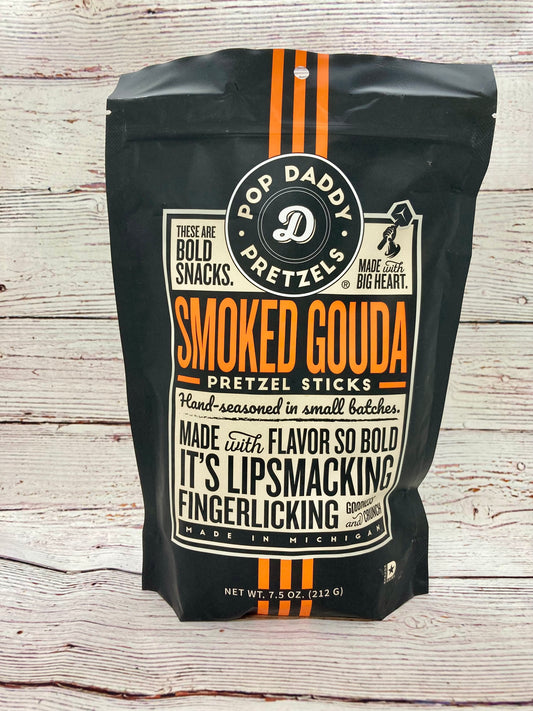 POP DADDY
D
PRETZELS
®
THESE ARE
BOLD
SNACKS.
MADE with
BIG HEART.
SMOKED GOUDA
PRETZEL STICKS
Hand-seasoned in small batches.
MADE with FLAVOR SO BOLD
IT'S LIPSMACKING
FINGERLICKING GOODNESS
and CRUNCH
MADE IN MICHIGAN
NET WT. 7.5 OZ. (212 G)